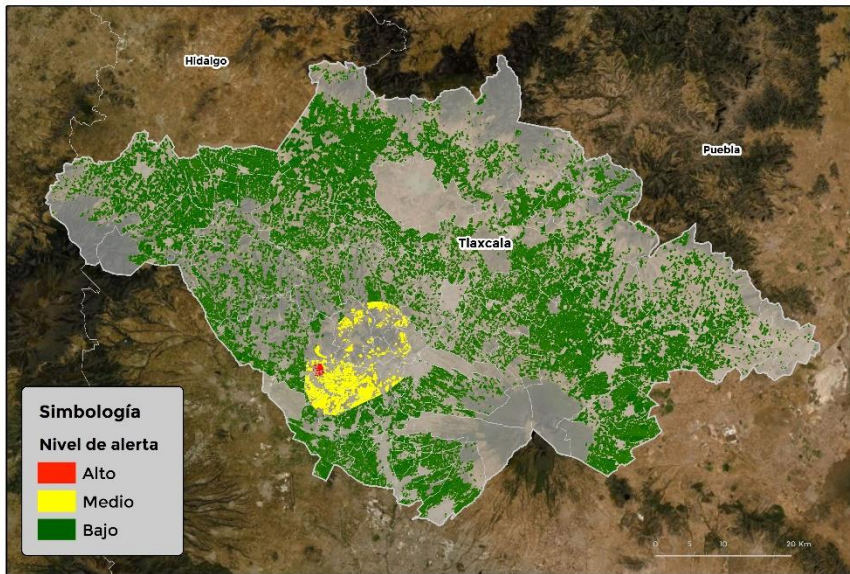 Hidalgo
Puebla
Tlaxcala
Simbología
Nivel de alerta
Alto
Medio
Bajo
0 5 10 20 Km